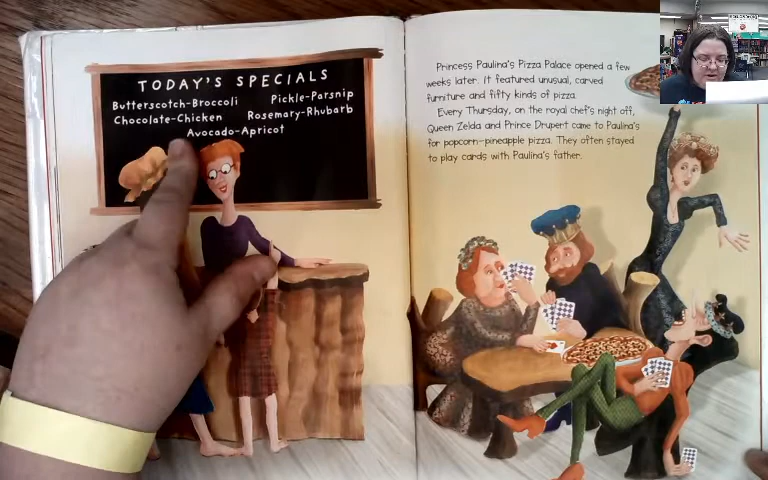 TODAY'S SPECIALS
Butterscotch-Broccoli Pickle-Parsnip
Chocolate-Chicken Rosemary-Rhubarb
Avocado-Apricot
Princess Paulina's Pizza Palace opened a few
weeks later. It featured unusual, carved
furniture and fifty kinds of pizza.
Every Thursday, on the royal chef's night off,
Queen Zelda and Prince Drupert came to Paulina's
for popcorn-pineapple pizza. They often stayed
to play cards with Paulina's father.